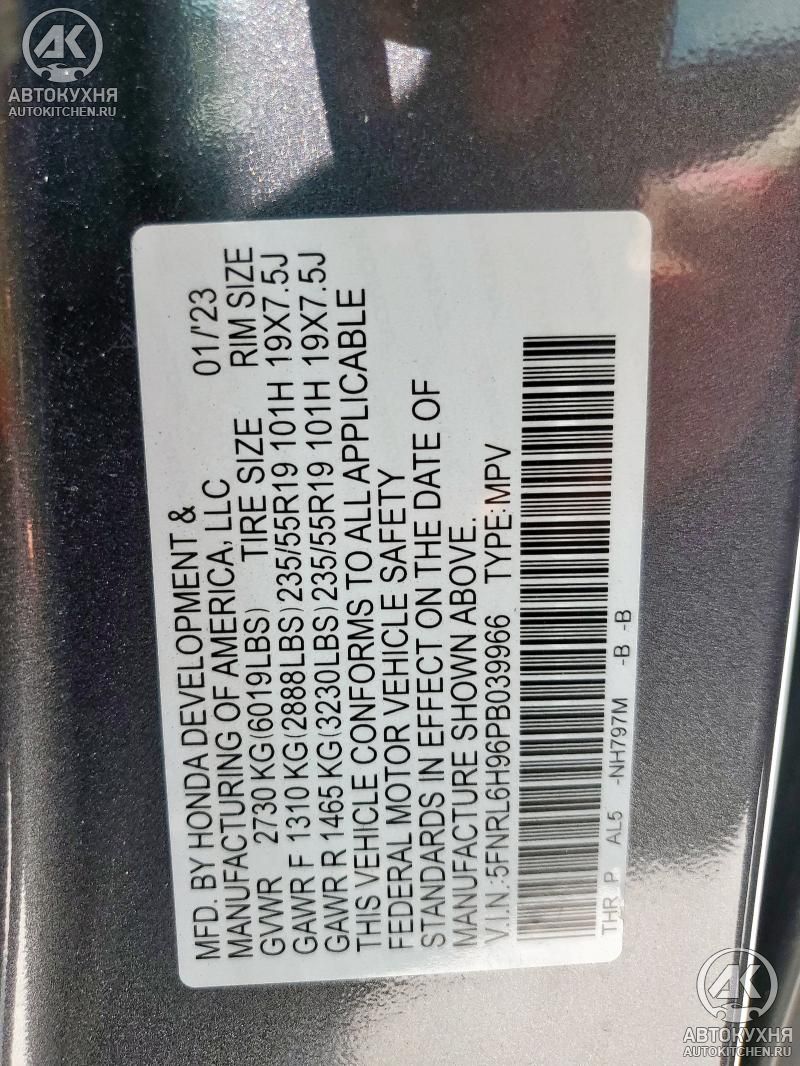 AK
АВТОКУХНЯ
AUTOKITCHEN.RU
MFD. BY HONDA DEVELOPMENT &
MANUFACTURING OF AMERICA, LLC 01/'23
GVWR 2730 KG(6019LBS) TIRE SIZE RIM SIZE
GAWR F 1310 KG(2888LBS) 235/55R19 101H 19X7.5J
GAWR R 1465 KG(3230LBS) 235/55R19 101H 19X7.5J
THIS VEHICLE CONFORMS TO ALL APPLICABLE
FEDERAL MOTOR VEHICLE SAFETY
STANDARDS IN EFFECT ON THE DATE OF
MANUFACTURE SHOWN ABOVE.
V.I.N.:5FNRL6H96PB039966 TYPE:MPV
THR P AL5 -NH797M -B -B
AK
АВТОКУХНЯ
AUTOKITCHEN.RU